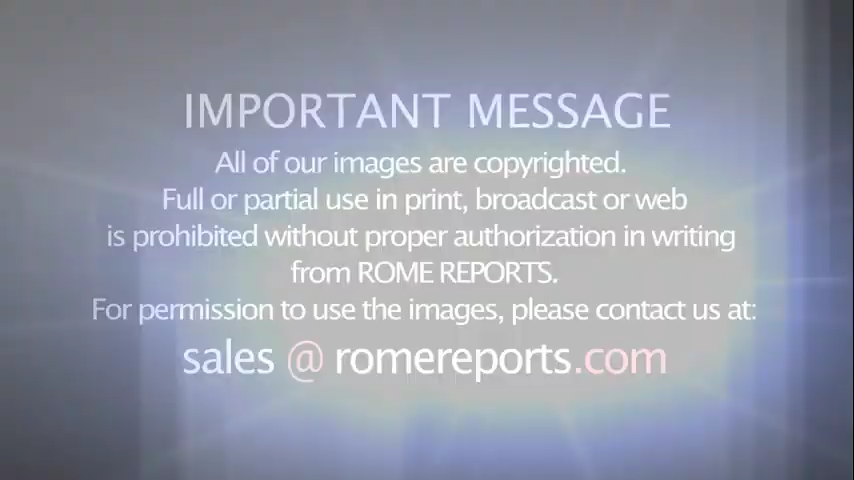 IMPORTANT MESSAGE
All of our images are copyrighted.
Full or partial use in print, broadcast or web
is prohibited without proper authorization in writing
from ROME REPORTS.
For permission to use the images, please contact us at:
sales @ romereports.com